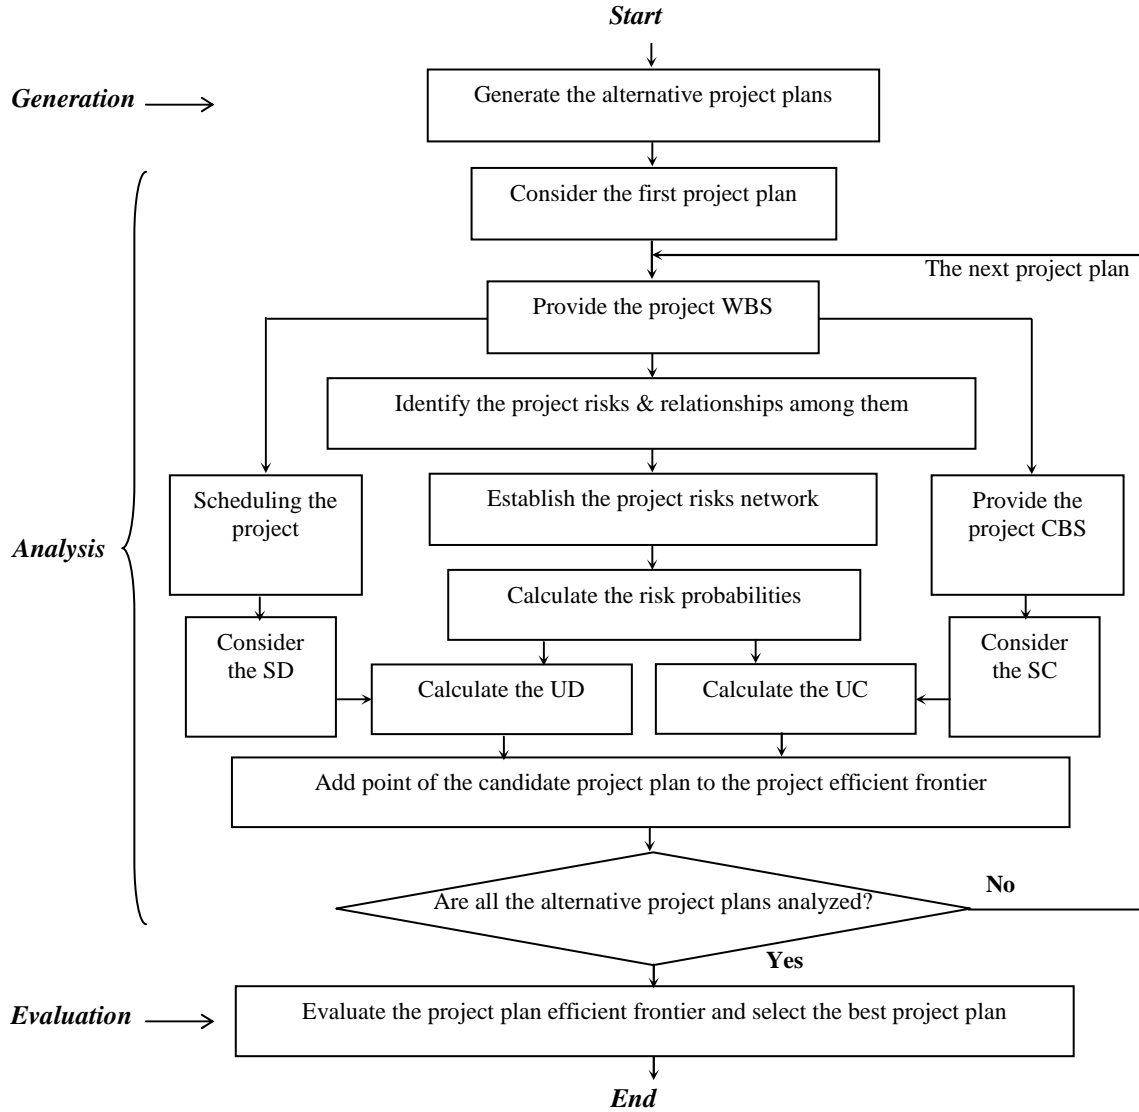 Start
Generation
Generate the alternative project plans
Consider the first project plan
The next project plan
Provide the project WBS
Identify the project risks & relationships among them
Scheduling the
project
Establish the project risks network
Provide the
project CBS
Analysis
Calculate the risk probabilities
Consider
the SD
Calculate the UD
Calculate the UC
Consider
the SC
Add point of the candidate project plan to the project efficient frontier
Are all the alternative project plans analyzed?
No
Yes
Evaluation
Evaluate the project plan efficient frontier and select the best project plan
End